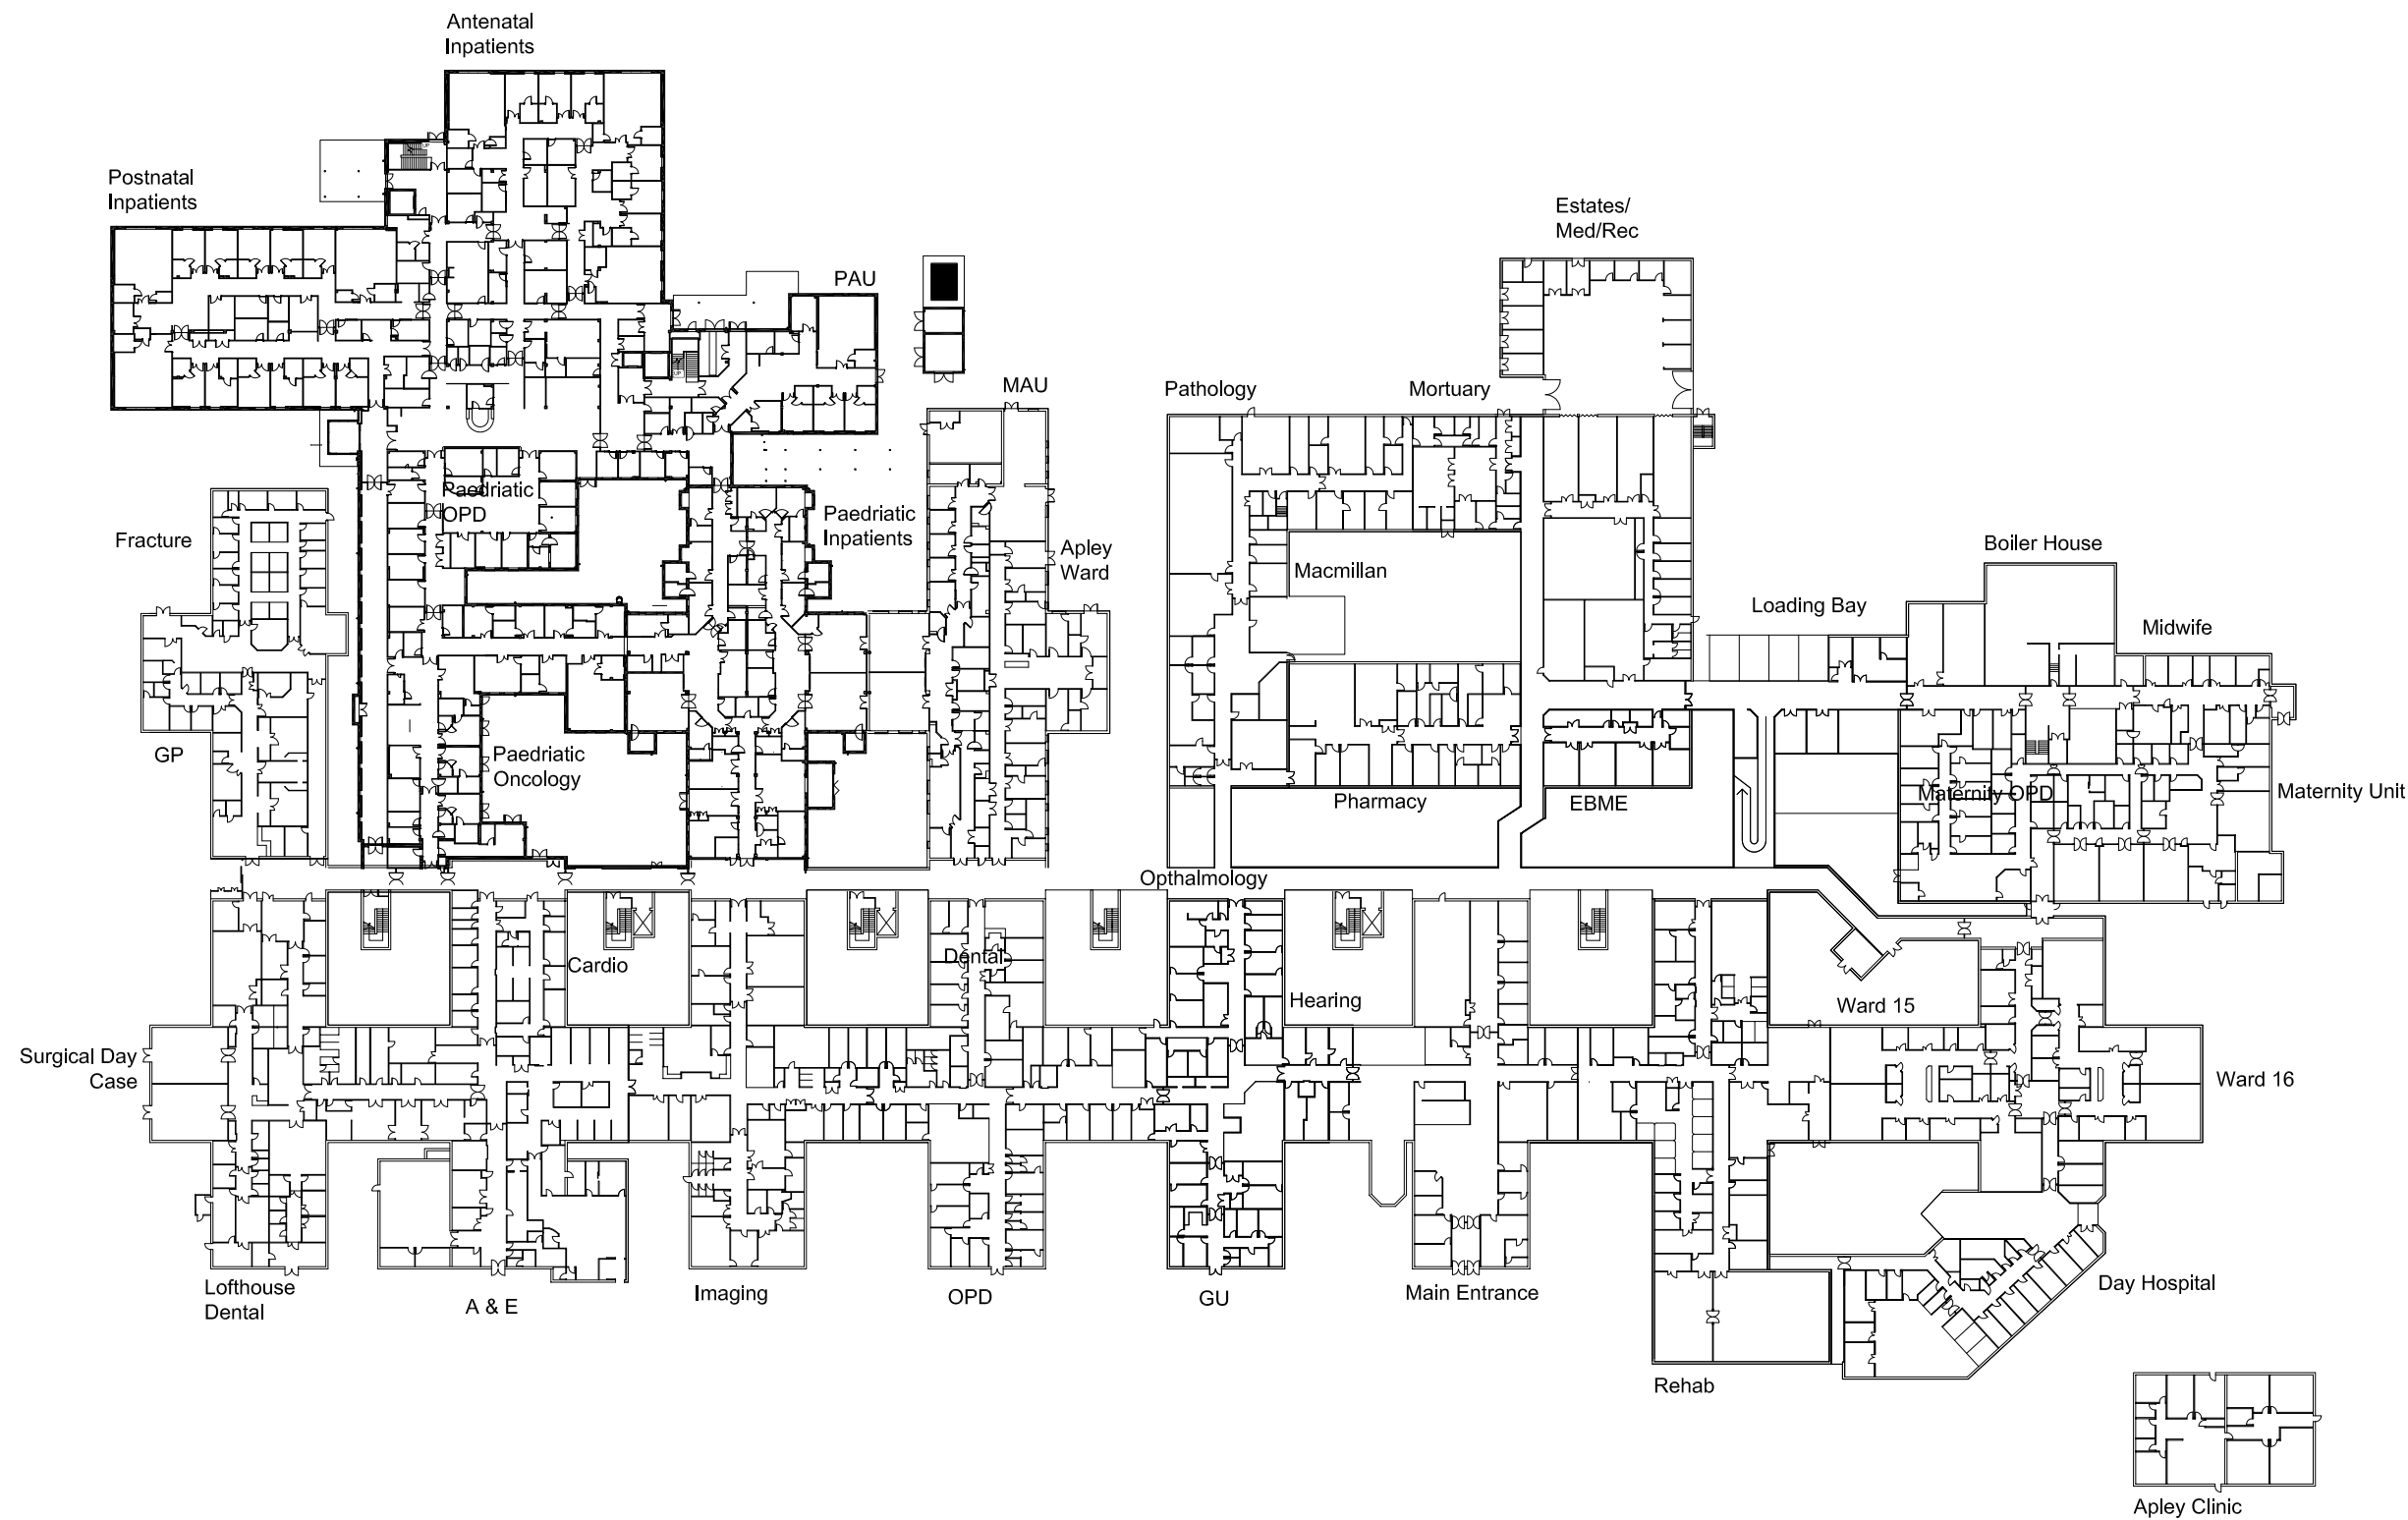 Antenatal
Inpatients
Postnatal
Inpatients
Estates/
Med/Rec
PAU
MAU
Pathology
Mortuary
Paedriatic
OPD
Paedriatic
Inpatients
Fracture
Apley
Ward
Boiler House
Macmillan
Loading Bay
Midwife
GP
Paedriatic
Oncology
Pharmacy
EBME
Maternity OPD
Maternity Unit
Opthalmology
Cardio
Dental
Hearing
Ward 15
Surgical Day
Case
Ward 16
Lofthouse
Dental
A & E
Imaging
OPD
GU
Main Entrance
Day Hospital
Rehab
Apley Clinic